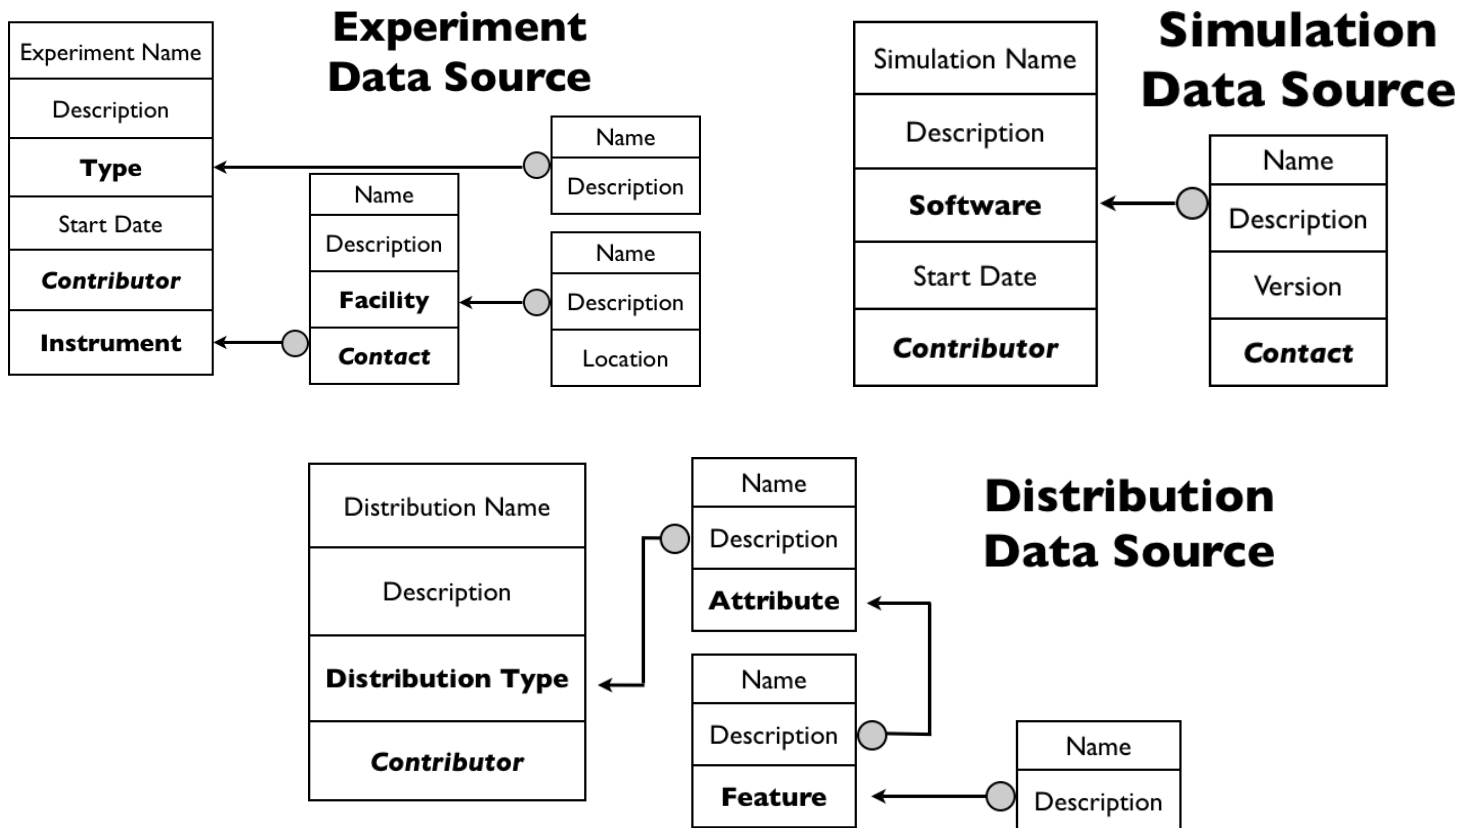 Experiment
Data Source
Experiment Name
Description
Type
Start Date
Contributor
Instrument
Name
Description
Name
Description
Facility
Contact
Name
Description
Location
Simulation
Data Source
Simulation Name
Description
Software
Start Date
Contributor
Name
Description
Version
Contact
Distribution
Data Source
Distribution Name
Description
Distribution Type
Contributor
Name
Description
Attribute
Name
Description
Feature
Name
Description